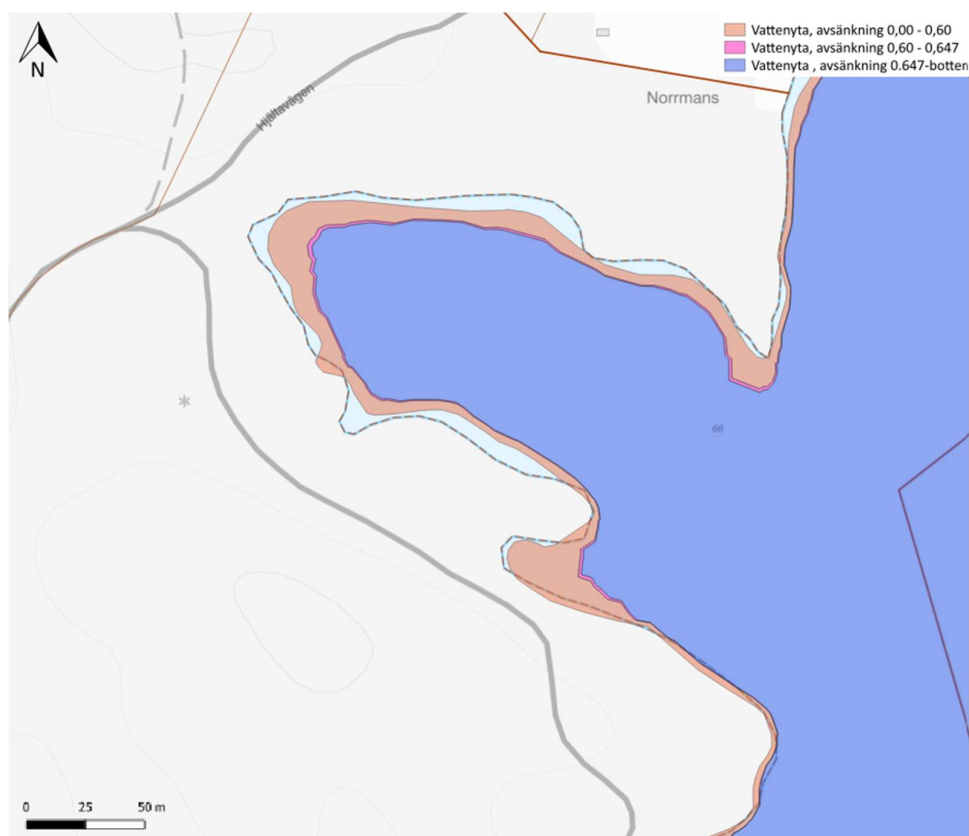 Vattenyta, avsänkning 0,00 - 0,60
Vattenyta, avsänkning 0,60 - 0,647
Vattenyta , avsänkning 0.647-botten
N
Norrmans
Hjältavägen
66
0 25 50 m